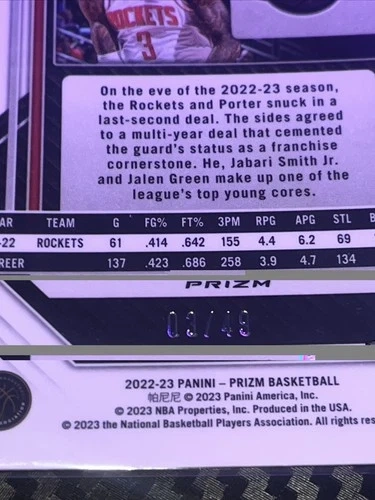 ROCKETS
3
On the eve of the 2022-23 season,
the Rockets and Porter snuck in a
last-second deal. The sides agreed
to a multi-year deal that cemented
the guard's status as a franchise
cornerstone. He, Jabari Smith Jr.
and Jalen Green make up one of the
league's top young cores.
AR TEAM G FG% FT% 3PM RPG APG STL B
-22 ROCKETS 61 .414 .642 155 4.4 6.2 69
REER 137 .423 .686 258 3.9 4.7 134
PRIZM
03/49
2022-23 PANINI – PRIZM BASKETBALL
帕尼尼 © 2023 Panini America, Inc.
© 2023 NBA Properties, Inc. Produced in the USA.
© 2023 the National Basketball Players Association. All rights res